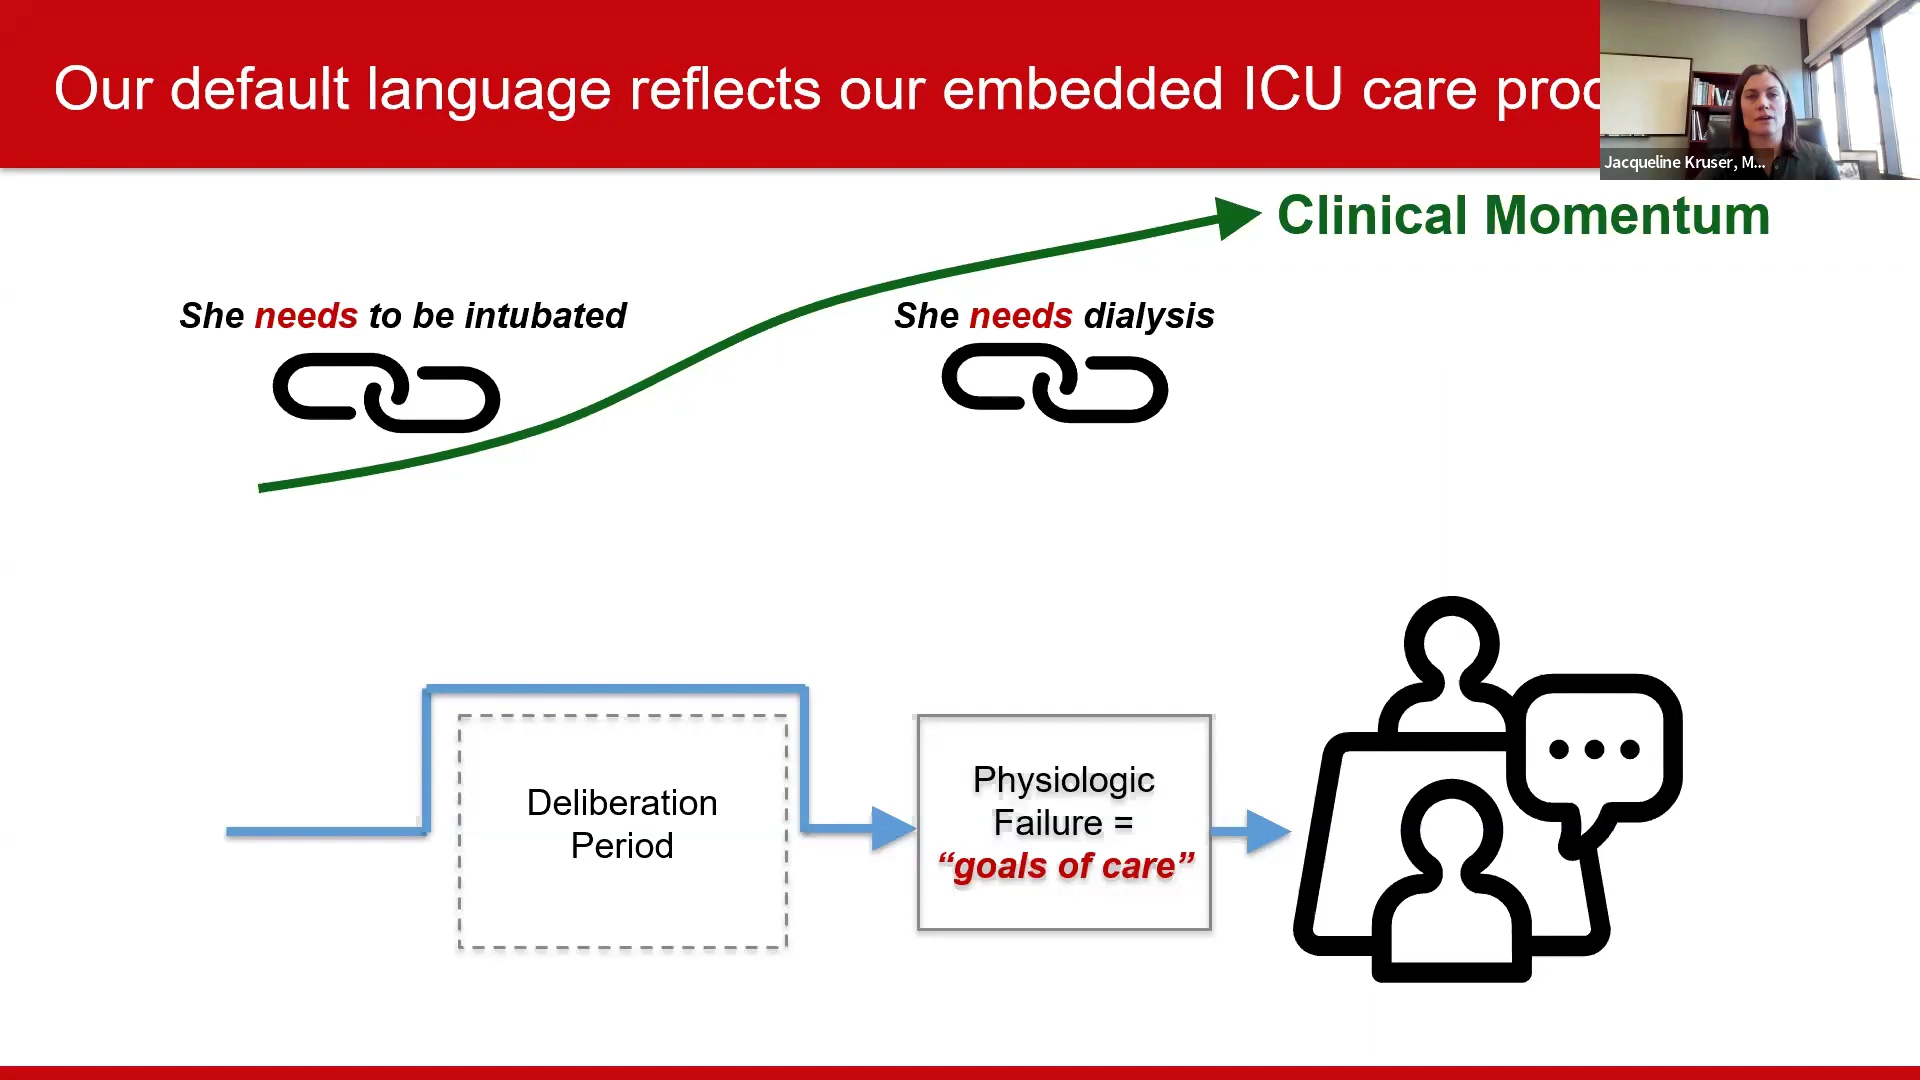 Our default language reflects our embedded ICU care
Jacqueline Kruser, M...
Clinical Momentum
She needs to be intubated
She needs dialysis
Deliberation
Period
Physiologic
Failure =
“goals of care”